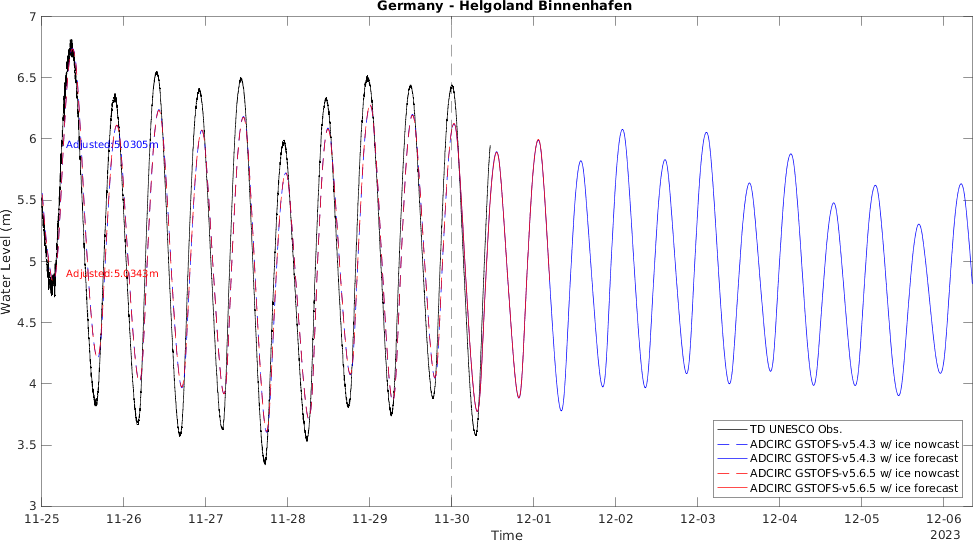 Germany - Helgoland Binnenhafen
7
6.5
6
5.5
5
4.5
4
3.5
3
Water Level (m)
Adjusted:5.0305m
Adjusted:5.0343m
TD UNESCO Obs.
ADCIRC GSTOFS-v5.4.3 w/ ice nowcast
ADCIRC GSTOFS-v5.4.3 w/ ice forecast
ADCIRC GSTOFS-v5.6.5 w/ ice nowcast
ADCIRC GSTOFS-v5.6.5 w/ ice forecast
11-25 11-26 11-27 11-28 11-29 11-30 12-01 12-02 12-03 12-04 12-05 12-06
Time
2023